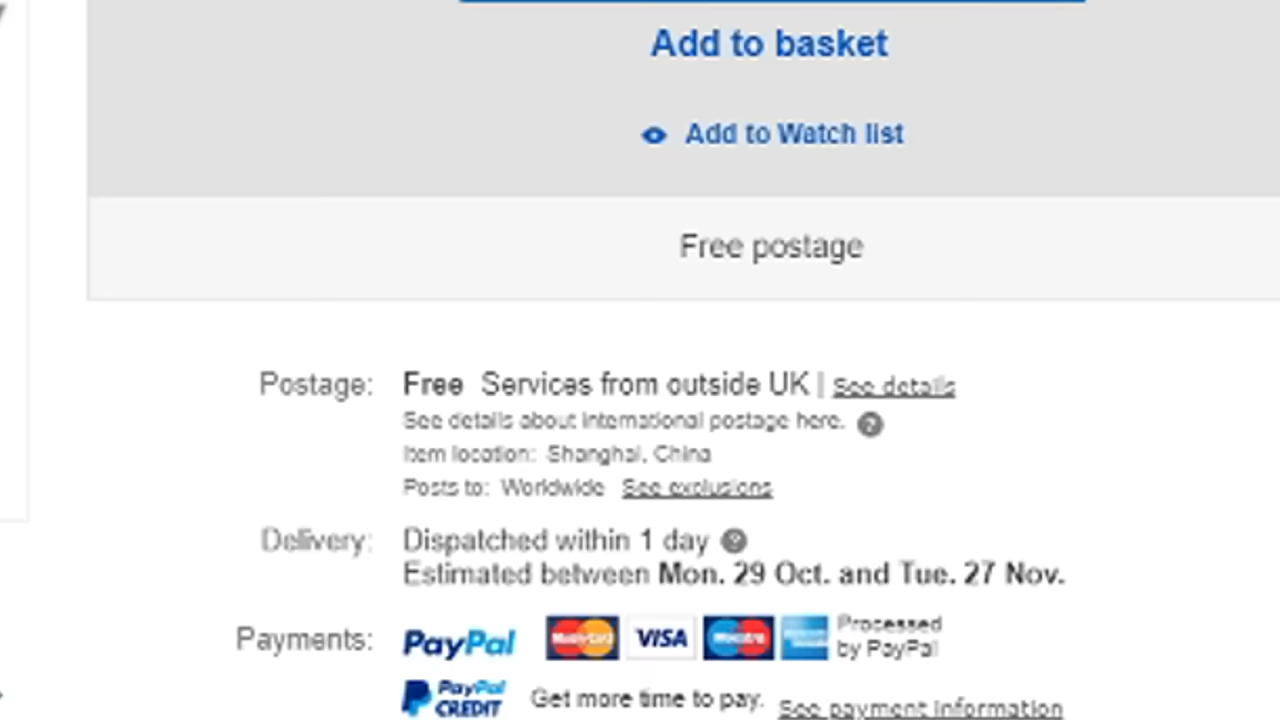 Add to basket
Add to Watch list
Free postage
Postage: Free Services from outside UK | See details
See details about international postage here.
Item location: Shanghai, China
Posts to: Worldwide See exclusions
Delivery: Dispatched within 1 day
Estimated between Mon. 29 Oct. and Tue. 27 Nov.
Payments: PayPal MasterCard VISA Maestro Processed
by PayPal
PayPal CREDIT Get more time to pay. See payment information